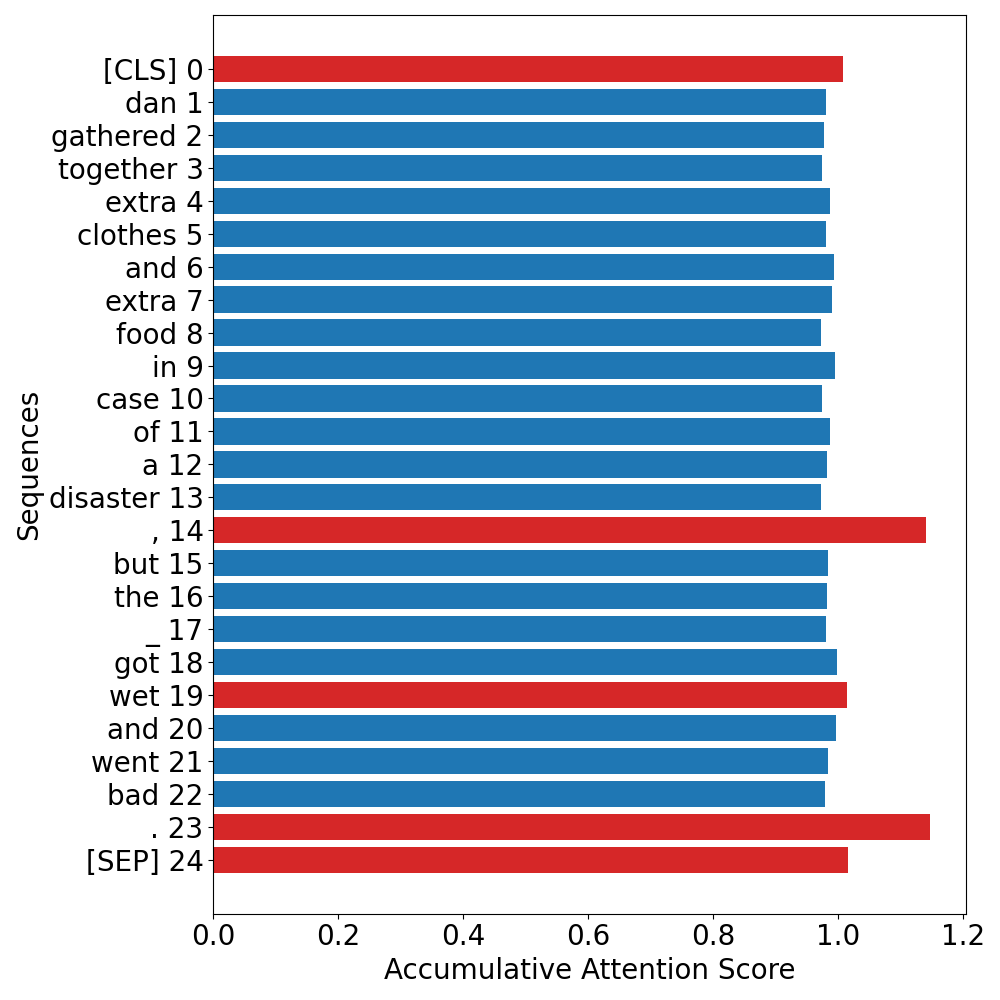 [CLS] 0
dan 1
gathered 2
together 3
extra 4
clothes 5
and 6
extra 7
food 8
in 9
case 10
of 11
a 12
disaster 13
, 14
but 15
the 16
_ 17
got 18
wet 19
and 20
went 21
bad 22
. 23
[SEP] 24
Sequences
0.0 0.2 0.4 0.6 0.8 1.0 1.2
Accumulative Attention Score